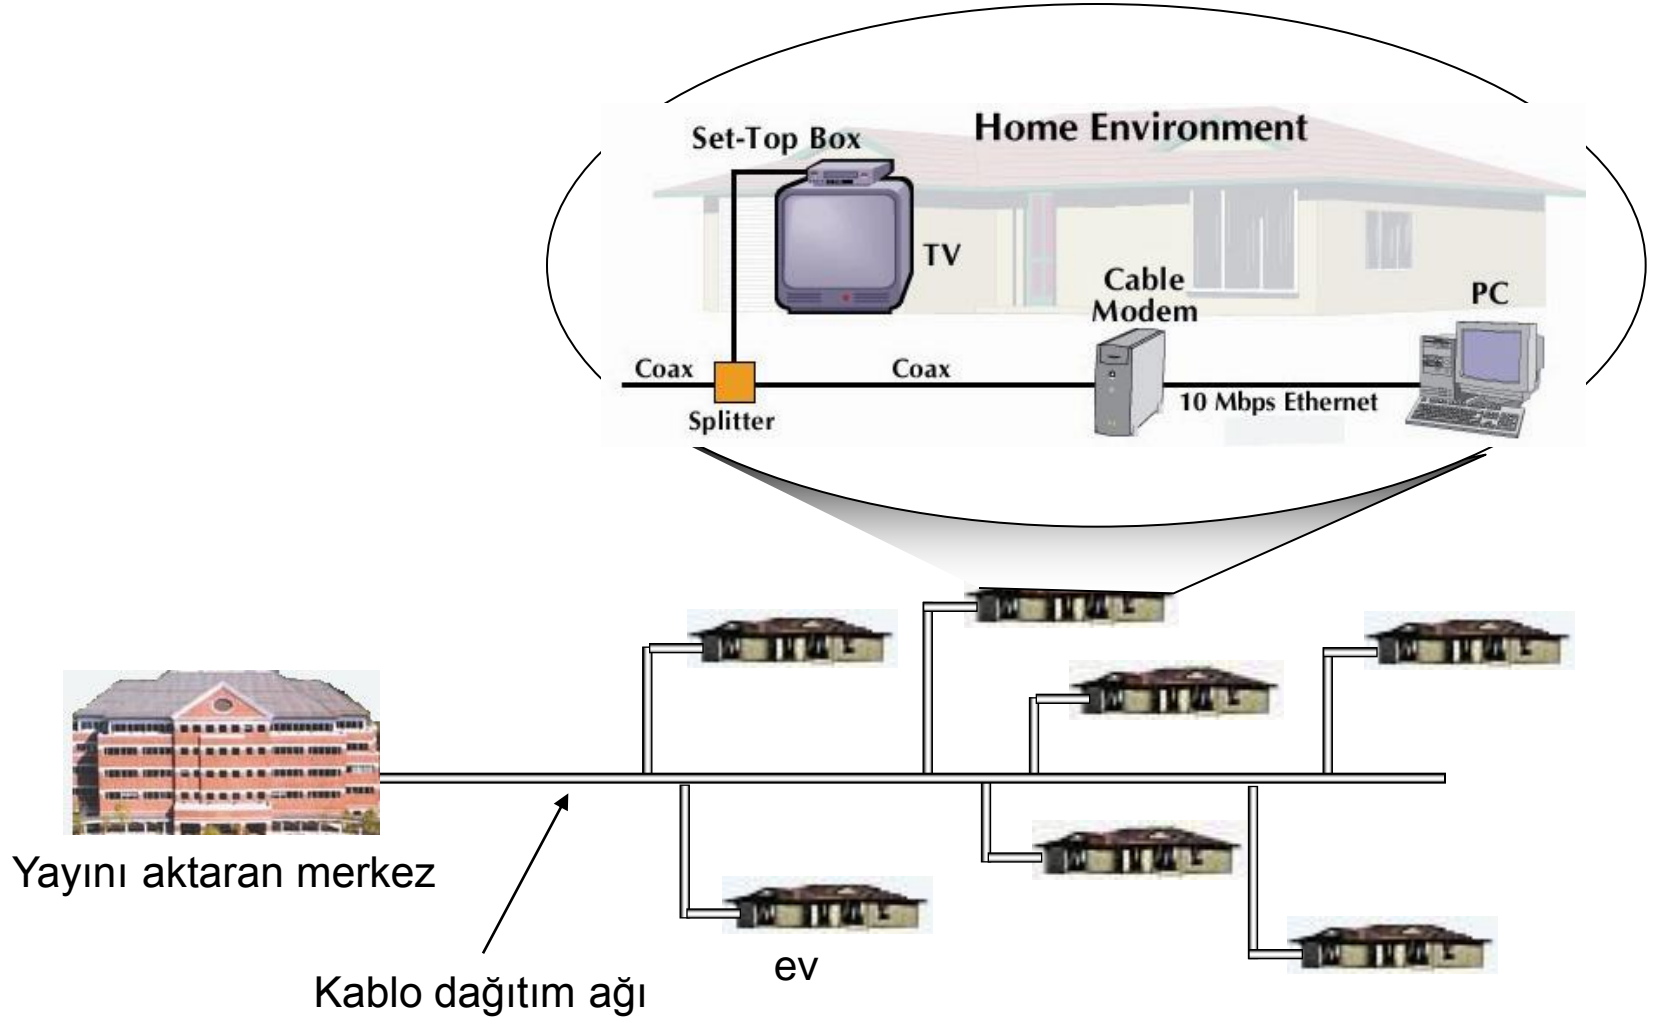 Home Environment
Set-Top Box
TV
Cable
Modem
PC
Coax
Coax
10 Mbps Ethernet
Splitter
Yayını aktaran merkez
ev
Kablo dağıtım ağı